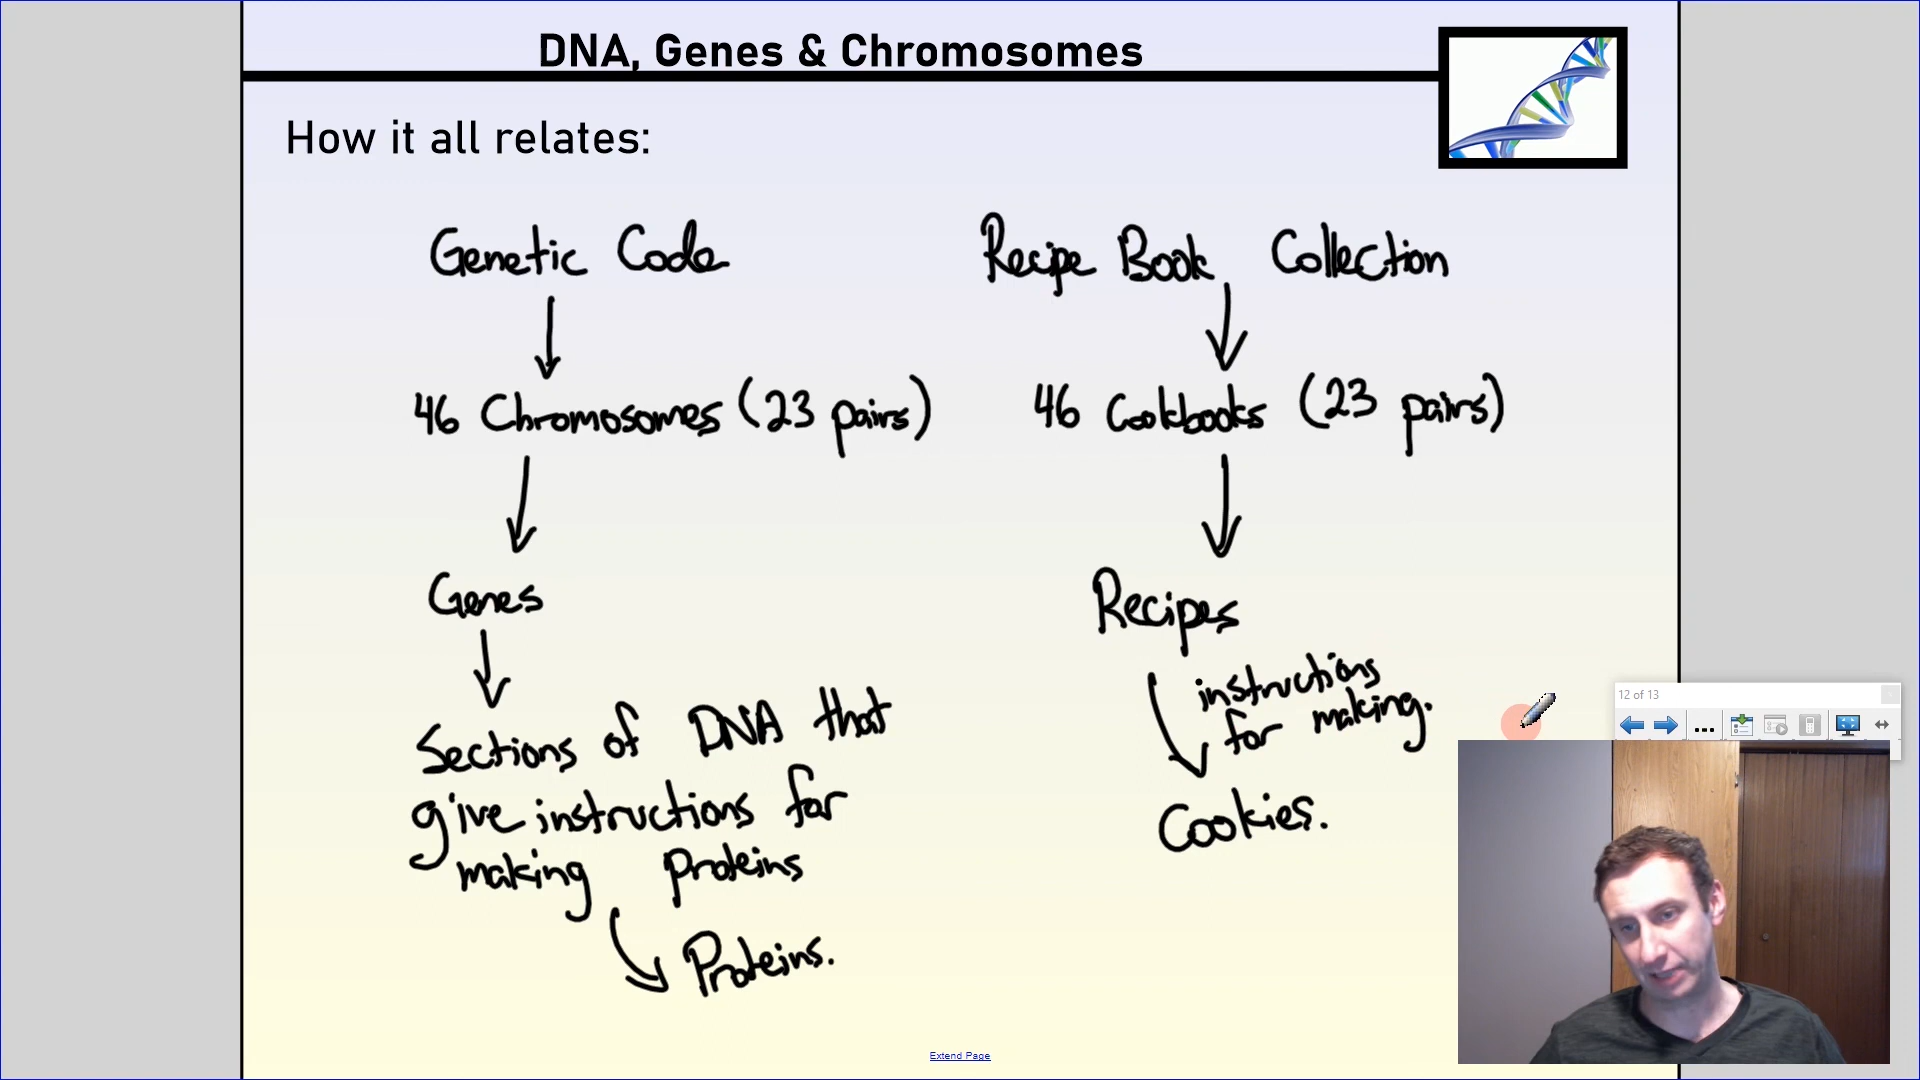 DNA, Genes & Chromosomes
How it all relates:
Genetic Code
46 Chromosomes (23 pairs)
Genes
Sections of DNA that
give instructions for
making proteins
Proteins.
Recipe Book Collection
46 Cookbooks (23 pairs)
Recipes
instructions
for making.
Cookies.
12 of 13
Extend Page